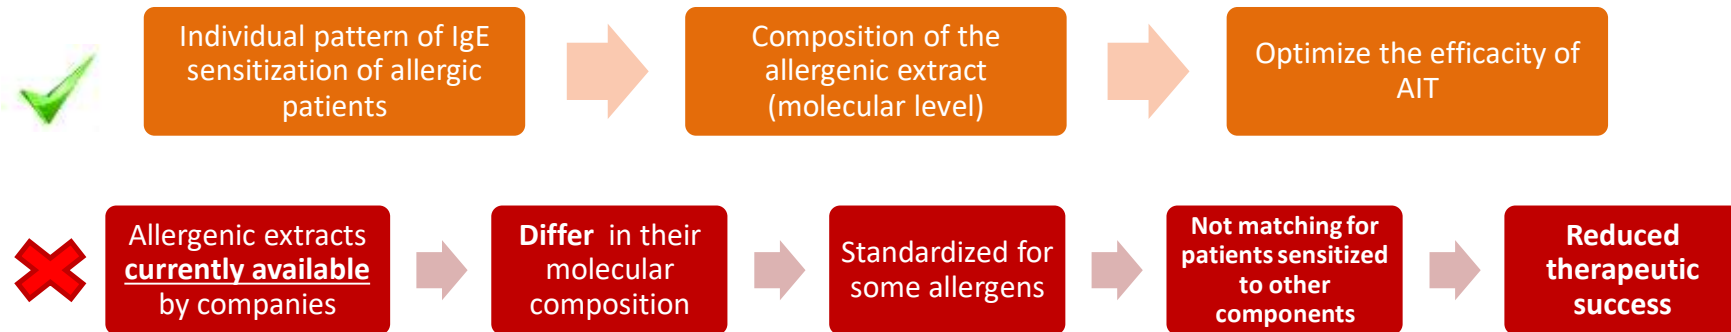 Individual pattern of IgE
sensitization of allergic
patients
Composition of the
allergenic extract
(molecular level)
Optimize the efficacy of
AIT
Allergenic extracts
currently available
by companies
Differ in their
molecular
composition
Standardized for
some allergens
Not matching for
patients sensitized
to other
components
Reduced
therapeutic
success